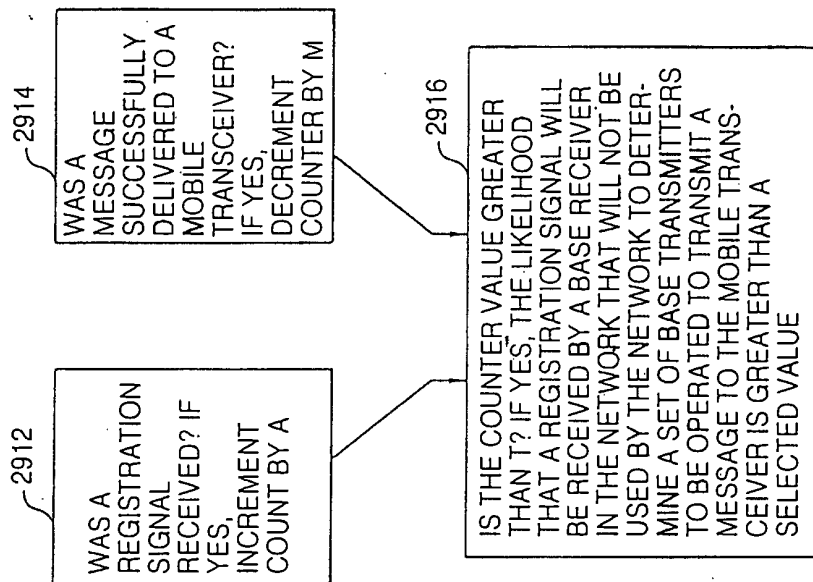 2912
WAS A
REGISTRATION
SIGNAL
RECEIVED? IF
YES,
INCREMENT
COUNT BY A
2914
WAS A
MESSAGE
SUCCESSFULLY
DELIVERED TO A
MOBILE
TRANSCEIVER?
IF YES,
DECREMENT
COUNTER BY M
2916
IS THE COUNTER VALUE GREATER
THAN T? IF YES, THE LIKELIHOOD
THAT A REGISTRATION SIGNAL WILL
BE RECEIVED BY A BASE RECEIVER
IN THE NETWORK THAT WILL NOT BE
USED BY THE NETWORK TO DETER-
MINE A SET OF BASE TRANSMITTERS
TO BE OPERATED TO TRANSMIT A
MESSAGE TO THE MOBILE TRANS-
CEIVER IS GREATER THAN A
SELECTED VALUE